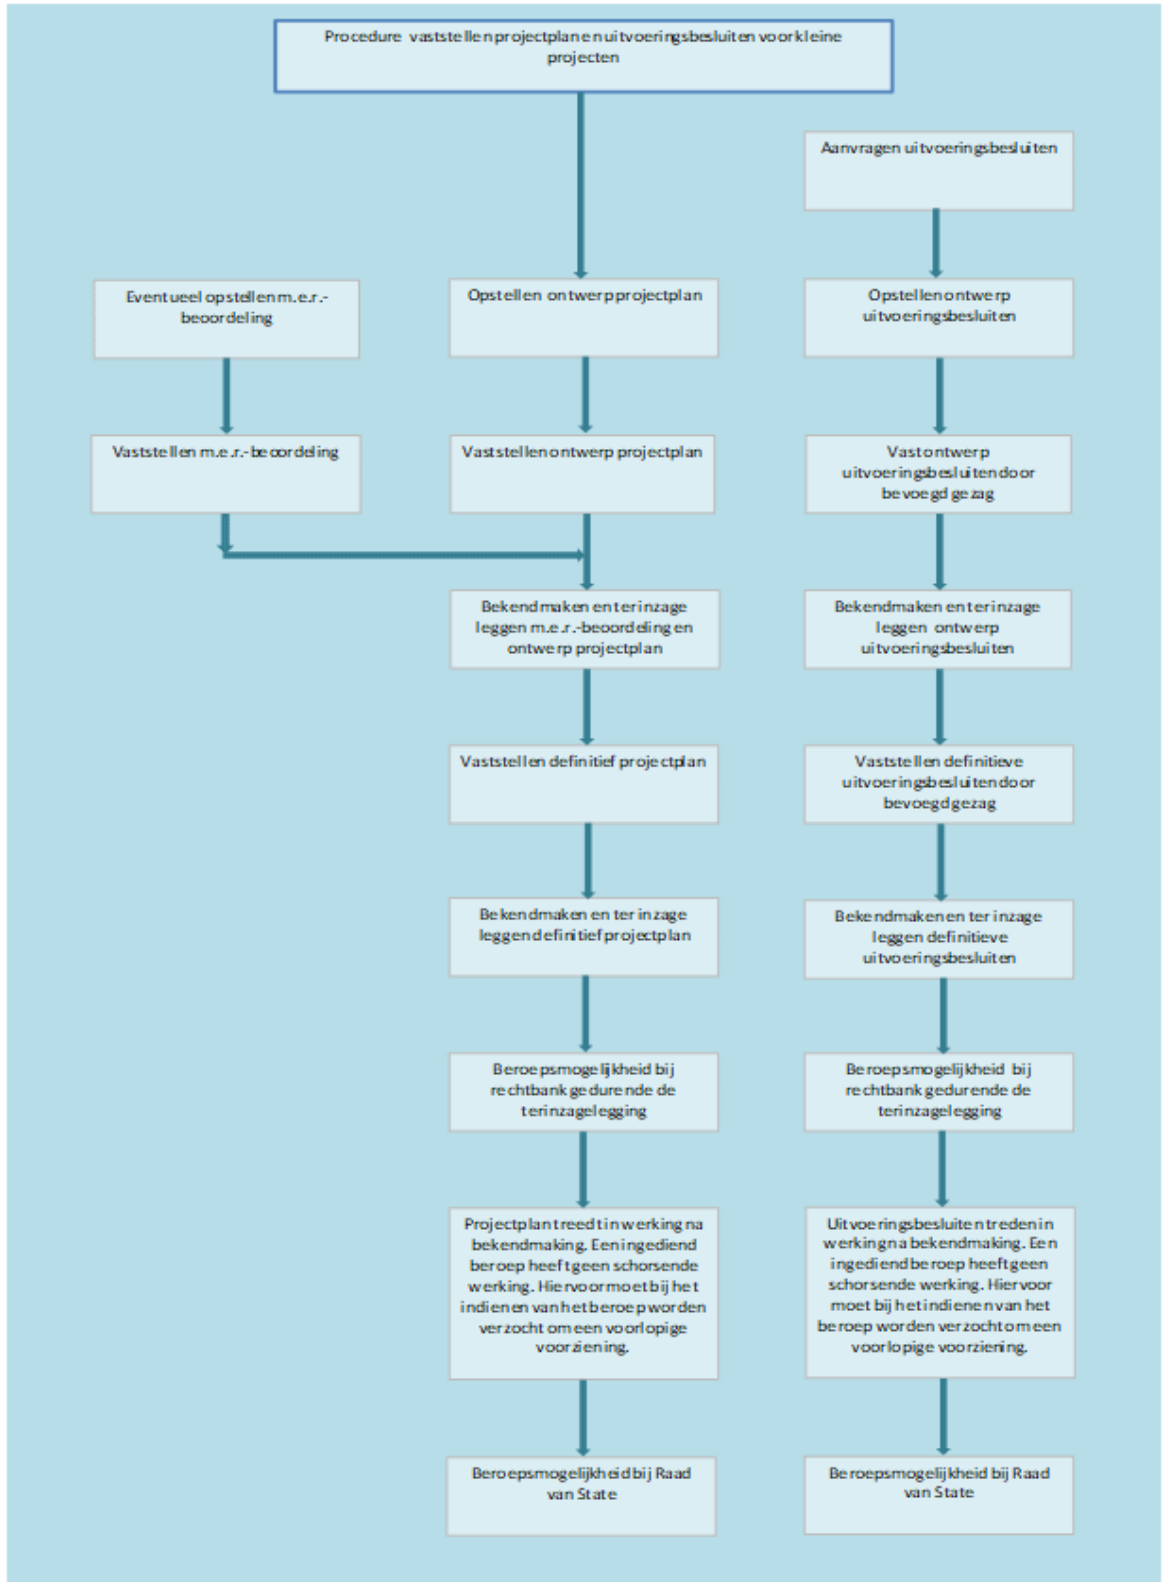 Procedure vaststellen projectplan en uitvoeringsbesluiten voor kleine
projecten
Aanvragen uitvoeringsbesluiten
Eventueel opstellen m.e.r.-
beoordeling
Opstellen ontwerp projectplan
Opstellen ontwerp
uitvoeringsbesluiten
Vaststellen m.e.r.-beoordeling
Vaststellen ontwerp projectplan
Vast ontwerp
uitvoeringsbesluiten door
bevoegd gezag
Bekendmaken en ter inzage
leggen m.e.r.-beoordeling en
ontwerp projectplan
Bekendmaken en ter inzage
leggen ontwerp
uitvoeringsbesluiten
Vaststellen definitief projectplan
Vaststellen definitieve
uitvoeringsbesluiten door
bevoegd gezag
Bekendmaken en ter inzage
leggen definitief projectplan
Bekendmaken en ter inzage
leggen definitieve
uitvoeringsbesluiten
Beroepsmogelijkheid bij
rechtbank gedurende de
terinzagelegging
Beroepsmogelijkheid bij
rechtbank gedurende de
terinzagelegging
Projectplan treedt in werking na
bekendmaking. Een ingediend
beroep heeft geen schorsende
werking. Hiervoor moet bij het
indienen van het beroep worden
verzocht om een voorlopige
voorziening.
Uitvoeringsbesluiten treden in
werking na bekendmaking. Een
ingediend beroep heeft geen
schorsende werking. Hiervoor
moet bij het indienen van het
beroep worden verzocht om een
voorlopige voorziening.
Beroepsmogelijkheid bij Raad
van State
Beroepsmogelijkheid bij Raad
van State